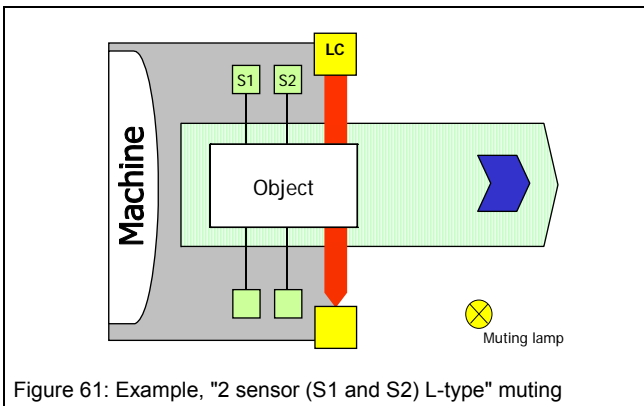 LC
S1 S2
Machine
Object
Muting lamp
Figure 61: Example, "2 sensor (S1 and S2) L-type" muting